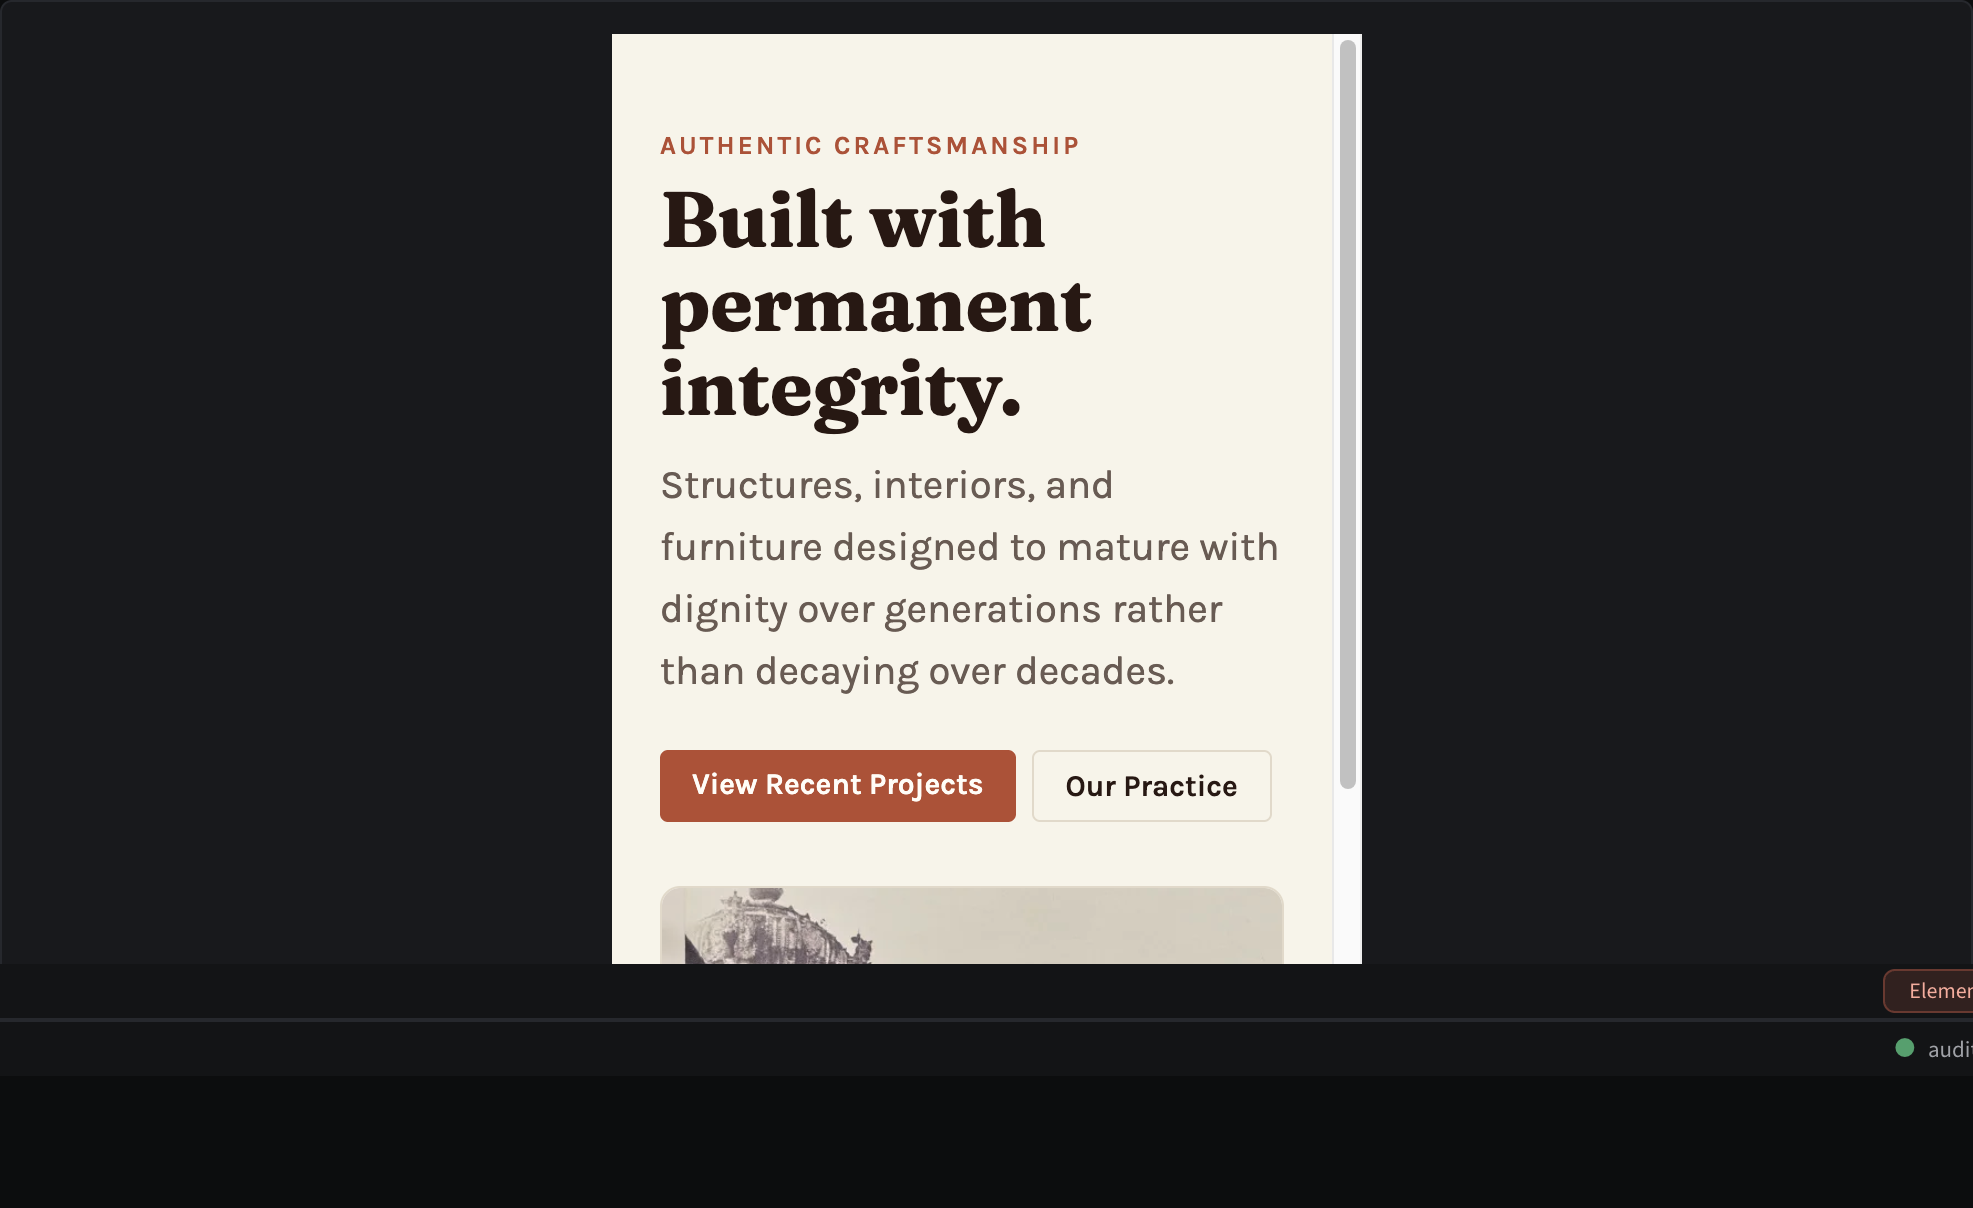 AUTHENTIC CRAFTSMANSHIP
Built with
permanent
integrity.
Structures, interiors, and
furniture designed to mature with
dignity over generations rather
than decaying over decades.
View Recent Projects
Our Practice